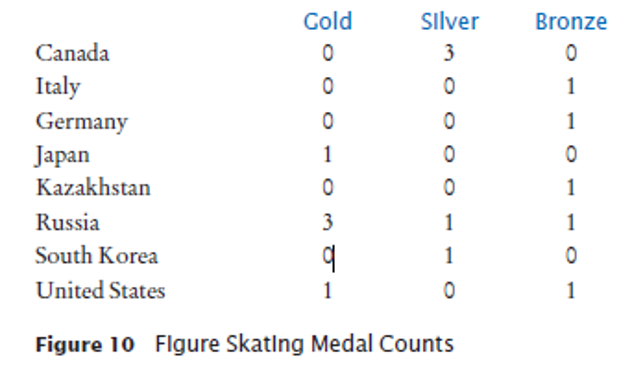 Gold Silver Bronze
Canada 0 3 0
Italy 0 0 1
Germany 0 0 1
Japan 1 0 0
Kazakhstan 0 0 1
Russia 3 1 1
South Korea 0 1 0
United States 1 0 1
Figure 10 Figure Skating Medal Counts